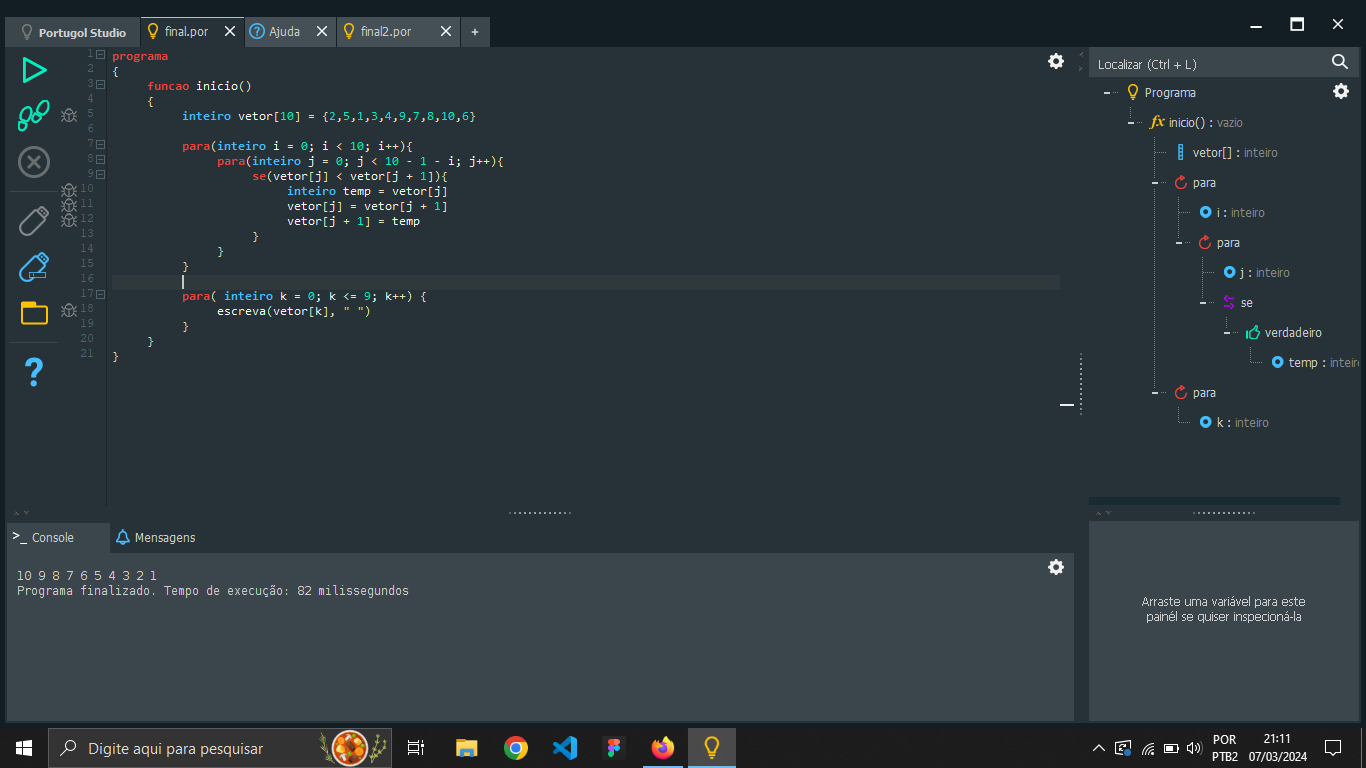 Portugol Studio
final.por
Ajuda
final2.por
+
1 programa
2 {
3 funcao inicio()
4 {
5 inteiro vetor[10] = {2,5,1,3,4,9,7,8,10,6}
6
7 para(inteiro i = 0; i < 10; i++){
8 para(inteiro j = 0; j < 10 - 1 - i; j++){
9 se(vetor[j] < vetor[j + 1]){
10 inteiro temp = vetor[j]
11 vetor[j] = vetor[j + 1]
12 vetor[j + 1] = temp
13 }
14 }
15 }
16
17 para( inteiro k = 0; k <= 9; k++) {
18 escreva(vetor[k], " ")
19 }
20 }
21 }
Localizar (Ctrl + L)
Programa
fx inicio() : vazio
vetor[] : inteiro
para
i : inteiro
para
j : inteiro
se
verdadeiro
temp : inteir
para
k : inteiro
>_ Console
Mensagens
10 9 8 7 6 5 4 3 2 1
Programa finalizado. Tempo de execução: 82 milissegundos
Arraste uma variável para este
painél se quiser inspecioná-la
Digite aqui para pesquisar
POR
PTB2
21:11
07/03/2024